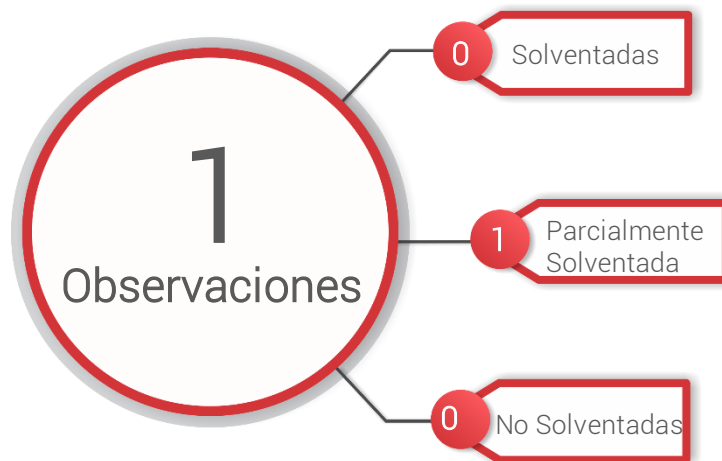 1
Observaciones
0
Solventadas
1
Parcialmente
Solventada
0
No Solventadas